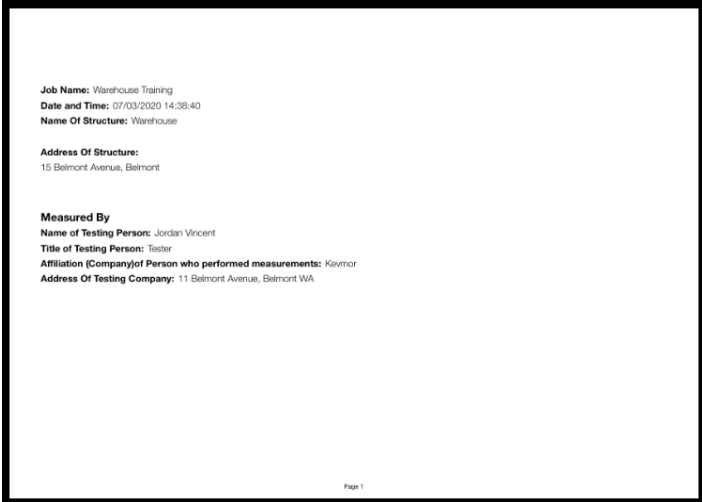 Job Name: Warehouse Training
Date and Time: 07/03/2020 14:38:40
Name Of Structure: Warehouse
Address Of Structure:
15 Belmont Avenue, Belmont
Measured By
Name of Testing Person: Jordan Vincent
Title of Testing Person: Tester
Affiliation (Company)of Person who performed measurements: Kevmor
Address Of Testing Company: 11 Belmont Avenue, Belmont WA
Page 1